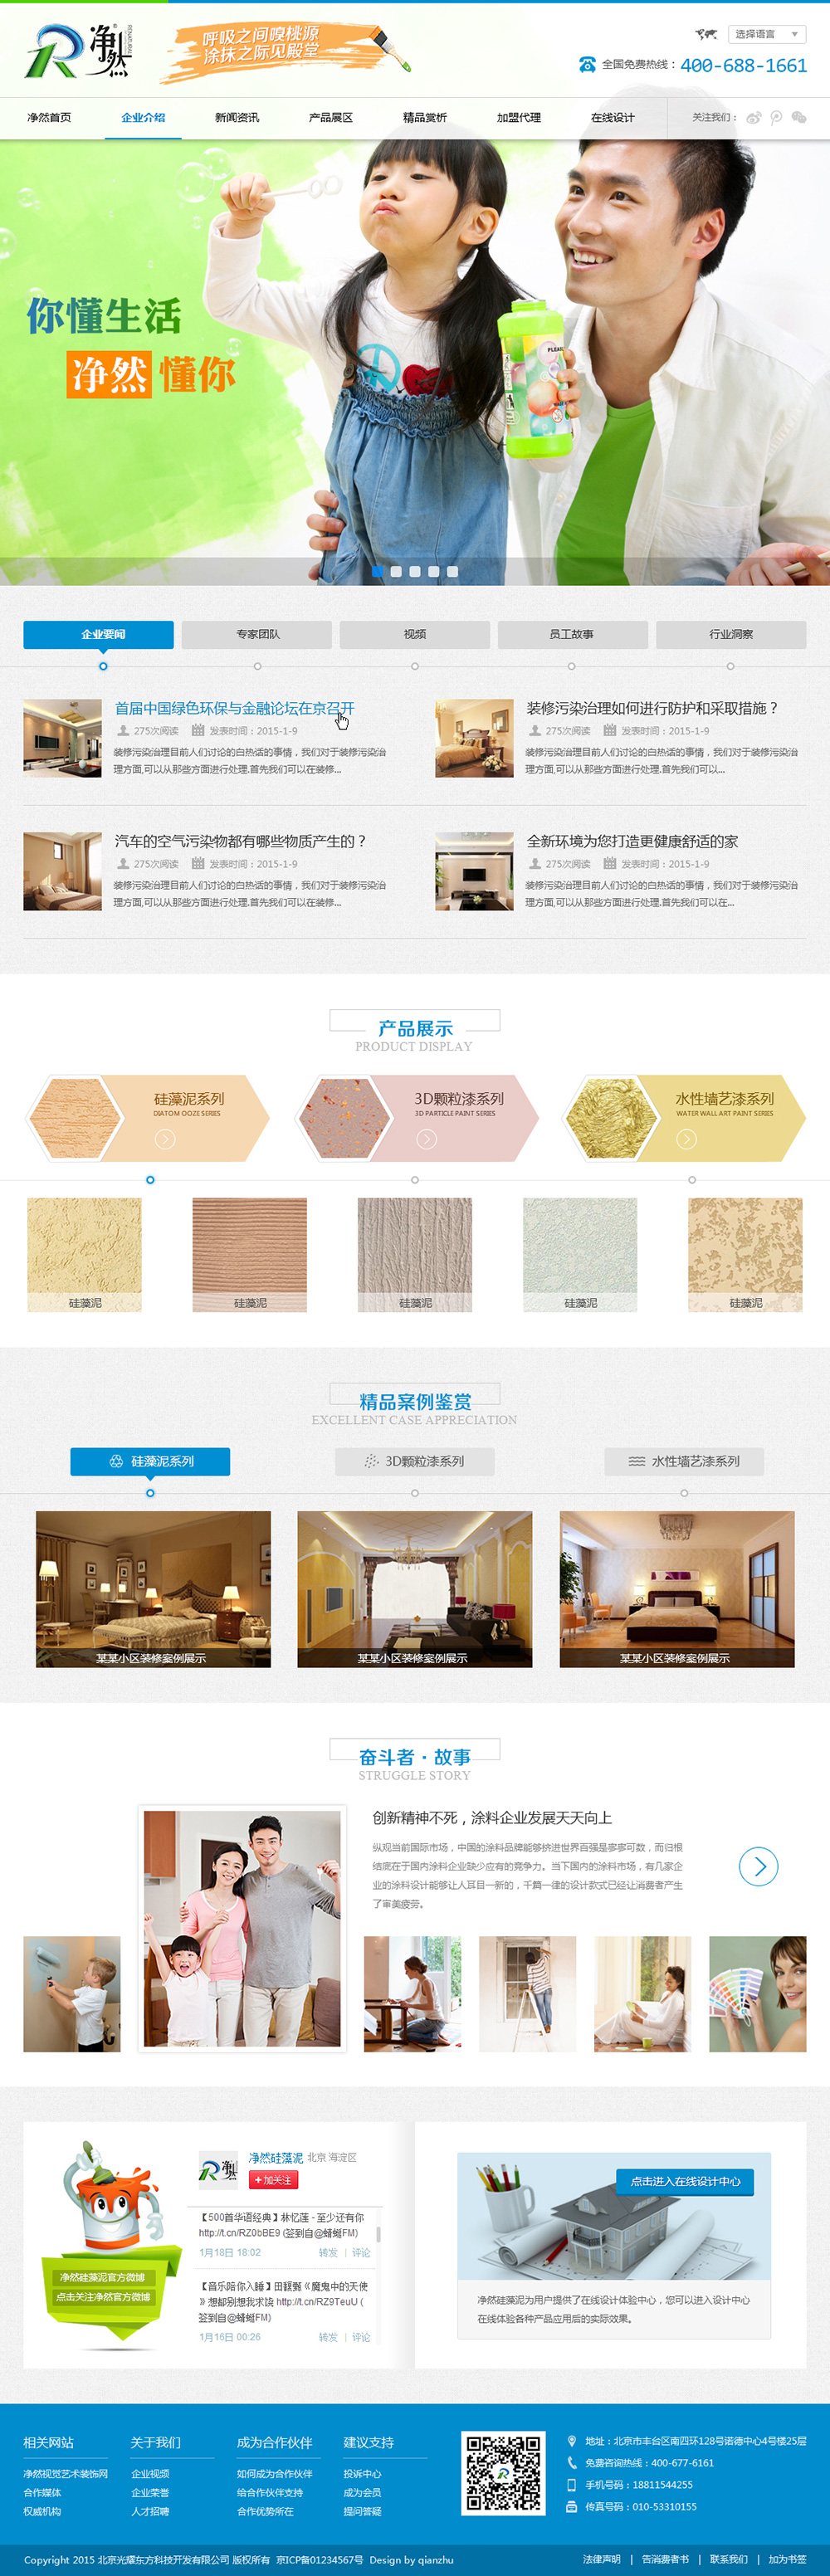 净然
RENATURAL
呼吸之间嗅桃源
涂抹之际见殿堂
选择语言
全国免费热线：400-688-1661
净然首页 企业介绍 新闻资讯 产品展区 精品赏析 加盟代理 在线设计 关注我们：
你懂生活
净然 懂你
PLEA
企业要闻 专家团队 视频 员工故事 行业洞察
首届中国绿色环保与金融论坛在京召开
275次阅读 发表时间：2015-1-9
装修污染治理目前人们讨论的白热话的事情，我们对于装修污染治
理方面,可以从那些方面进行处理.首先我们可以在装修...
装修污染治理如何进行防护和采取措施？
275次阅读 发表时间：2015-1-9
装修污染治理目前人们讨论的白热话的事情，我们对于装修污染治
理方面,可以从那些方面进行处理.首先我们可以...
汽车的空气污染物都有哪些物质产生的？
275次阅读 发表时间：2015-1-9
装修污染治理目前人们讨论的白热话的事情，我们对于装修污染治
理方面,可以从那些方面进行处理.首先我们可以在装修...
全新环境为您打造更健康舒适的家
275次阅读 发表时间：2015-1-9
装修污染治理目前人们讨论的白热话的事情，我们对于装修污染治
理方面,可以从那些方面进行处理.首先我们可以在...
产品展示
PRODUCT DISPLAY
硅藻泥系列
DIATOM OOZE SERIES
3D颗粒漆系列
3D PARTICLE PAINT SERIES
水性墙艺漆系列
WATER WALL ART PAINT SERIES
硅藻泥 硅藻泥 硅藻泥 硅藻泥 硅藻泥
精品案例鉴赏
EXCELLENT CASE APPRECIATION
硅藻泥系列 3D颗粒漆系列 水性墙艺漆系列
某某小区装修案例展示 某某小区装修案例展示 某某小区装修案例展示
奋斗者·故事
STRUGGLE STORY
创新精神不死，涂料企业发展天天向上
纵观当前国际市场，中国的涂料品牌能够挤进世界百强是寥寥可数，而归根
结底在于国内涂料企业缺少应有的竞争力。当下国内的涂料市场，有几家企
业的涂料设计能够让人耳目一新的，千篇一律的设计款式已经让消费者产生
了审美疲劳。
净然硅藻泥官方微博
点击关注净然官方微博
净然
净然硅藻泥 北京 海淀区
+加关注
【500首华语经典】林忆莲 - 至少还有你
http://t.cn/RZ0bBE9 (签到自@蜻蜓FM)
1月18日 18:02 转发 | 评论
【音乐陪你入睡】田馥甄《魔鬼中的天使
》想都别想我求饶 http://t.cn/RZ9TeuU (
签到自@蜻蜓FM)
1月16日 00:26 转发 | 评论
点击进入在线设计中心
净然硅藻泥为用户提供了在线设计体验中心，您可以进入设计中心
在线体验各种产品应用后的实际效果。
相关网站
净然视觉艺术装饰网
合作媒体
权威机构
关于我们
企业视频
企业荣誉
人才招聘
成为合作伙伴
如何成为合作伙伴
给合作伙伴支持
合作优势所在
建议支持
投诉中心
成为会员
提问答疑
地址：北京市丰台区南四环128号诺德中心4号楼25层
免费咨询热线：400-677-6161
手机号码：18811544255
传真号码：010-53310155
Copyright 2015 北京光耀东方科技开发有限公司 版权所有 京ICP备01234567号 Design by qianzhu
法律声明 | 告消费者书 | 联系我们 | 加为书签